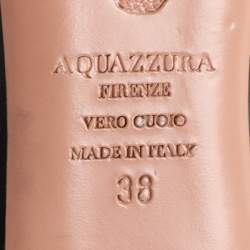 AQUAZZURA
FIRENZE
VERO CUOIO
MADE IN ITALY
38